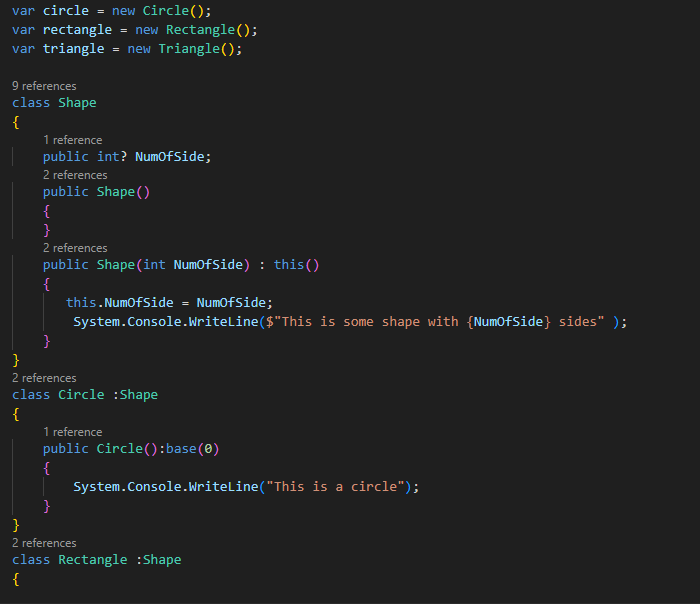 var circle = new Circle();
var rectangle = new Rectangle();
var triangle = new Triangle();
9 references
class Shape
{
1 reference
public int? NumOfSide;
2 references
public Shape()
{
}
2 references
public Shape(int NumOfSide) : this()
{
this.NumOfSide = NumOfSide;
System.Console.WriteLine($"This is some shape with {NumOfSide} sides" );
}
}
2 references
class Circle :Shape
{
1 reference
public Circle():base(0)
{
System.Console.WriteLine("This is a circle");
}
}
2 references
class Rectangle :Shape
{